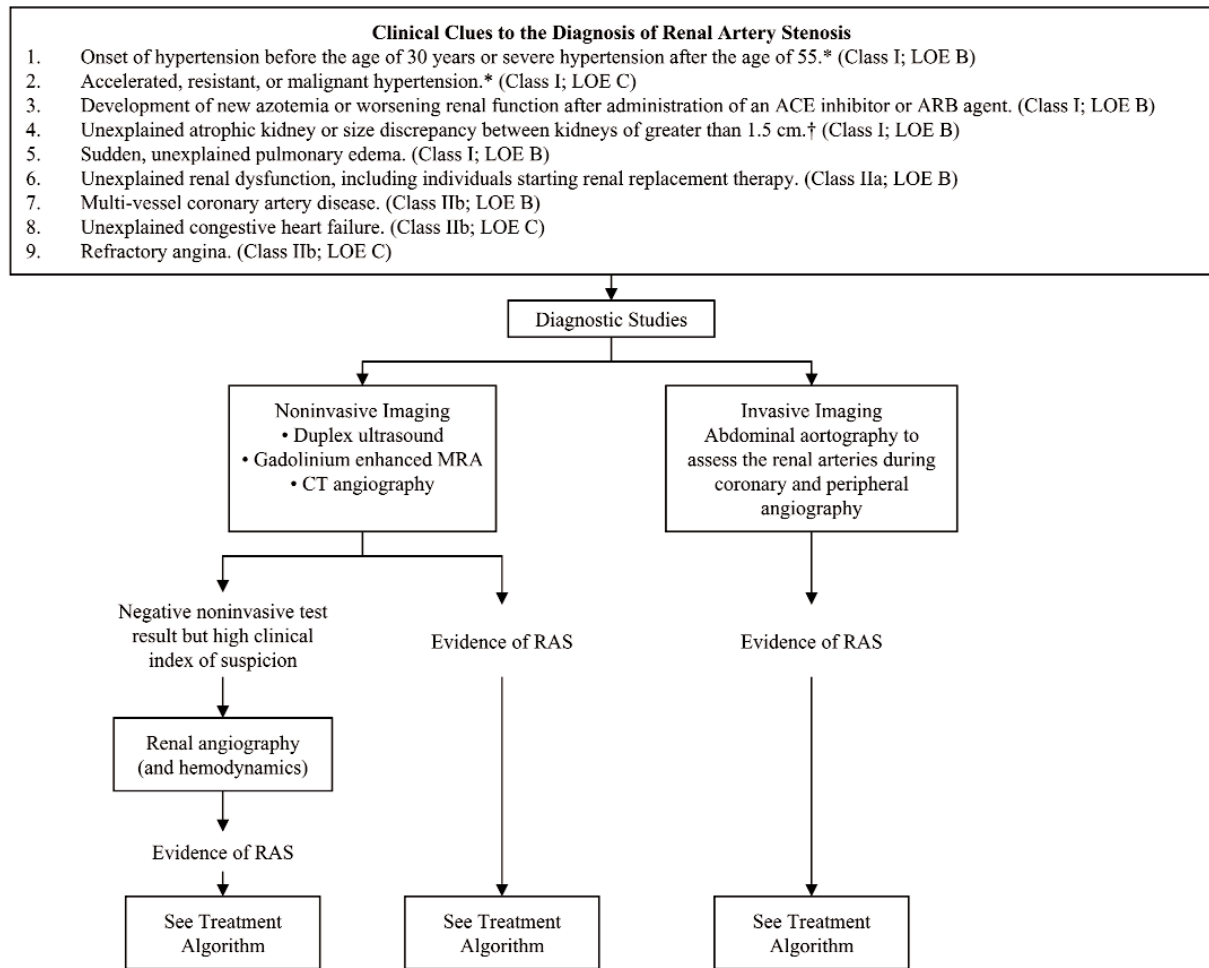 Clinical Clues to the Diagnosis of Renal Artery Stenosis
1. Onset of hypertension before the age of 30 years or severe hypertension after the age of 55.* (Class I; LOE B)
2. Accelerated, resistant, or malignant hypertension.* (Class I; LOE C)
3. Development of new azotemia or worsening renal function after administration of an ACE inhibitor or ARB agent. (Class I; LOE B)
4. Unexplained atrophic kidney or size discrepancy between kidneys of greater than 1.5 cm.† (Class I; LOE B)
5. Sudden, unexplained pulmonary edema. (Class I; LOE B)
6. Unexplained renal dysfunction, including individuals starting renal replacement therapy. (Class IIa; LOE B)
7. Multi-vessel coronary artery disease. (Class IIb; LOE B)
8. Unexplained congestive heart failure. (Class IIb; LOE C)
9. Refractory angina. (Class IIb; LOE C)
Diagnostic Studies
Noninvasive Imaging
• Duplex ultrasound
• Gadolinium enhanced MRA
• CT angiography
Invasive Imaging
Abdominal aortography to
assess the renal arteries during
coronary and peripheral
angiography
Negative noninvasive test
result but high clinical
index of suspicion
Evidence of RAS
Evidence of RAS
Renal angiography
(and hemodynamics)
Evidence of RAS
See Treatment
Algorithm
See Treatment
Algorithm
See Treatment
Algorithm